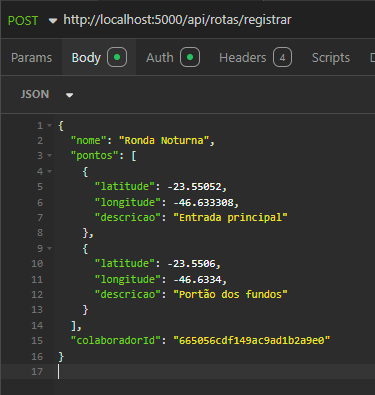 POST http://localhost:5000/api/rotas/registrar
Params Body Auth Headers 4 Scripts
JSON
1 {
2 "nome": "Ronda Noturna",
3 "pontos": [
4 {
5 "latitude": -23.55052,
6 "longitude": -46.633308,
7 "descricao": "Entrada principal"
8 },
9 {
10 "latitude": -23.5506,
11 "longitude": -46.6334,
12 "descricao": "Portão dos fundos"
13 }
14 ],
15 "colaboradorId": "665056cdf149ac9ad1b2a9e0"
16 }
17